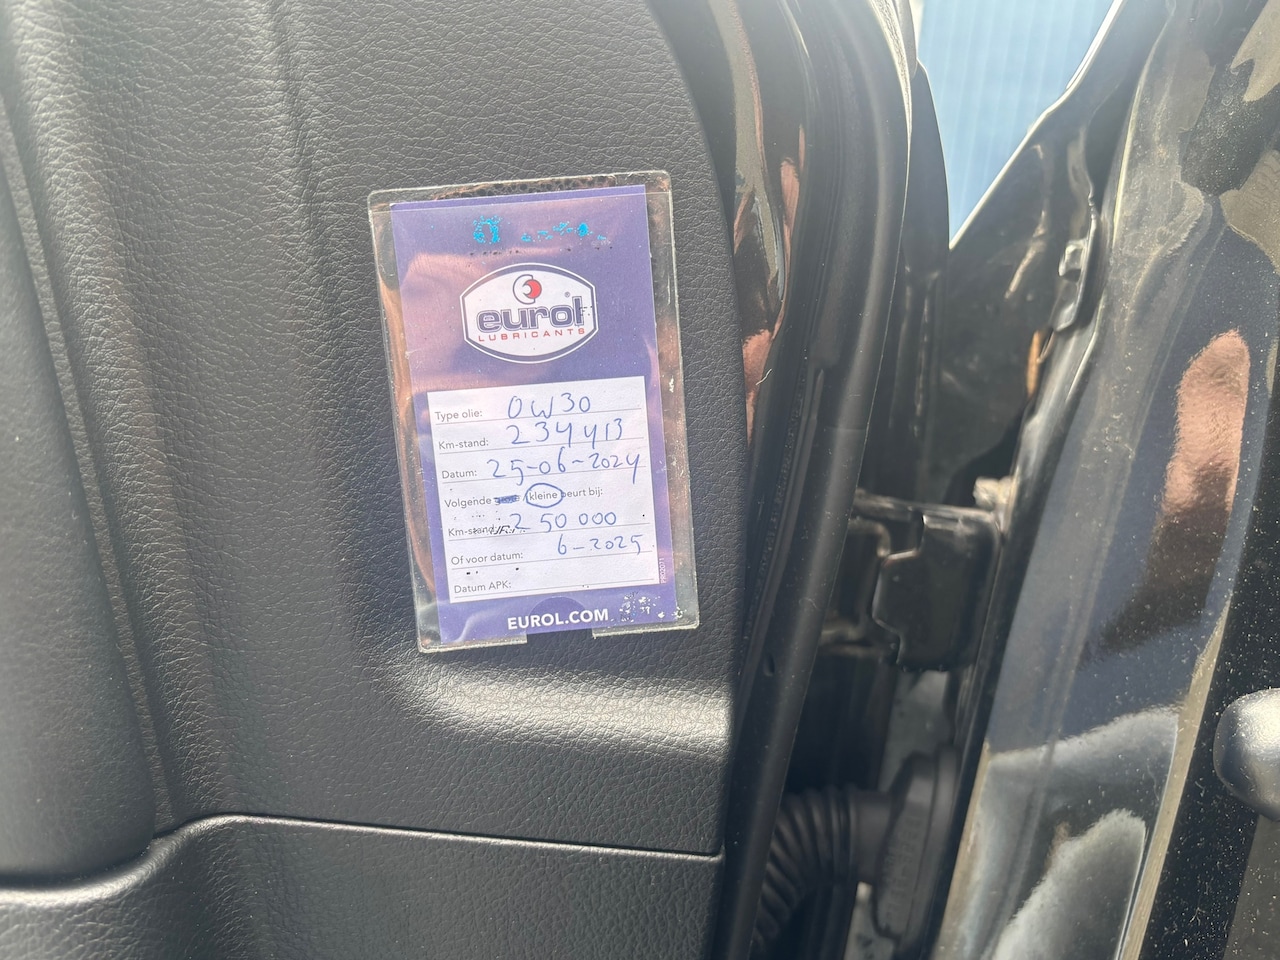 eurol®
LUBRICANTS
Type olie: 0W30
Km-stand: 234413
Datum: 25-06-2024
Volgende / kleine beurt bij:
Km-stand: 250 000
Of voor datum: 6-2025
Datum APK:
EUROL.COM